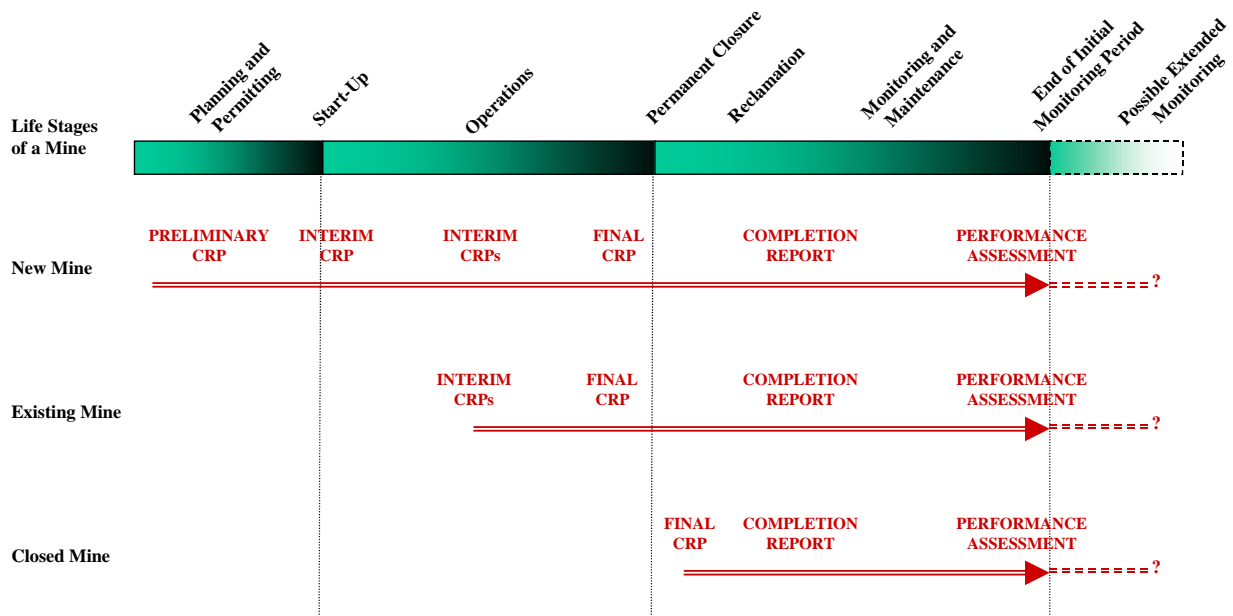 Planning and
Permitting
Start-Up
Operations
Permanent Closure
Reclamation
Monitoring and
Maintenance
End of Initial
Monitoring Period
Possible Extended
Monitoring
Life Stages
of a Mine
PRELIMINARY
CRP
INTERIM
CRP
INTERIM
CRPs
FINAL
CRP
COMPLETION
REPORT
PERFORMANCE
ASSESSMENT
New Mine
?
INTERIM
CRPs
FINAL
CRP
COMPLETION
REPORT
PERFORMANCE
ASSESSMENT
Existing Mine
?
FINAL
CRP
COMPLETION
REPORT
PERFORMANCE
ASSESSMENT
Closed Mine
?